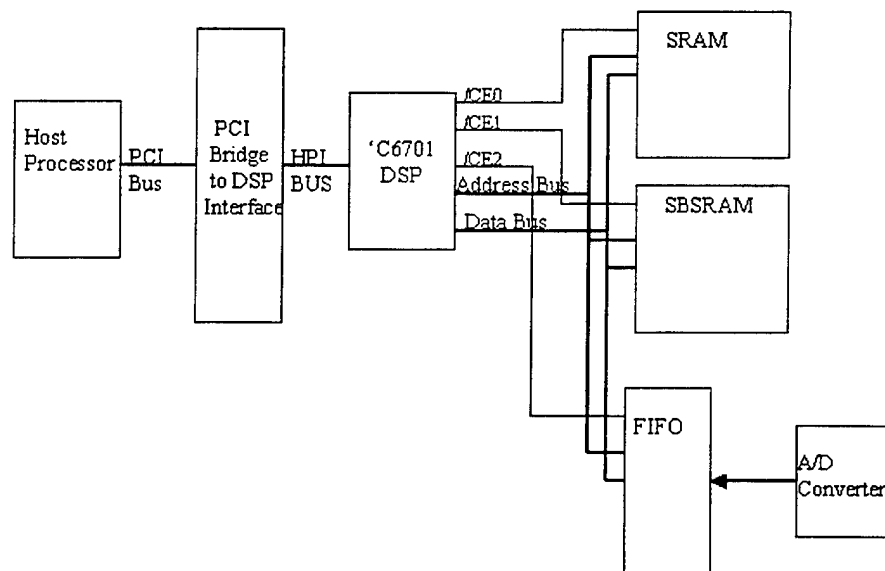 Host
Processor
PCI
Bus
PCI
Bridge
to DSP
Interface
HPI
BUS
'C6701
DSP
/CE0
/CE1
/CE2
Address Bus
Data Bus
SRAM
SBSRAM
FIFO
A/D
Converter